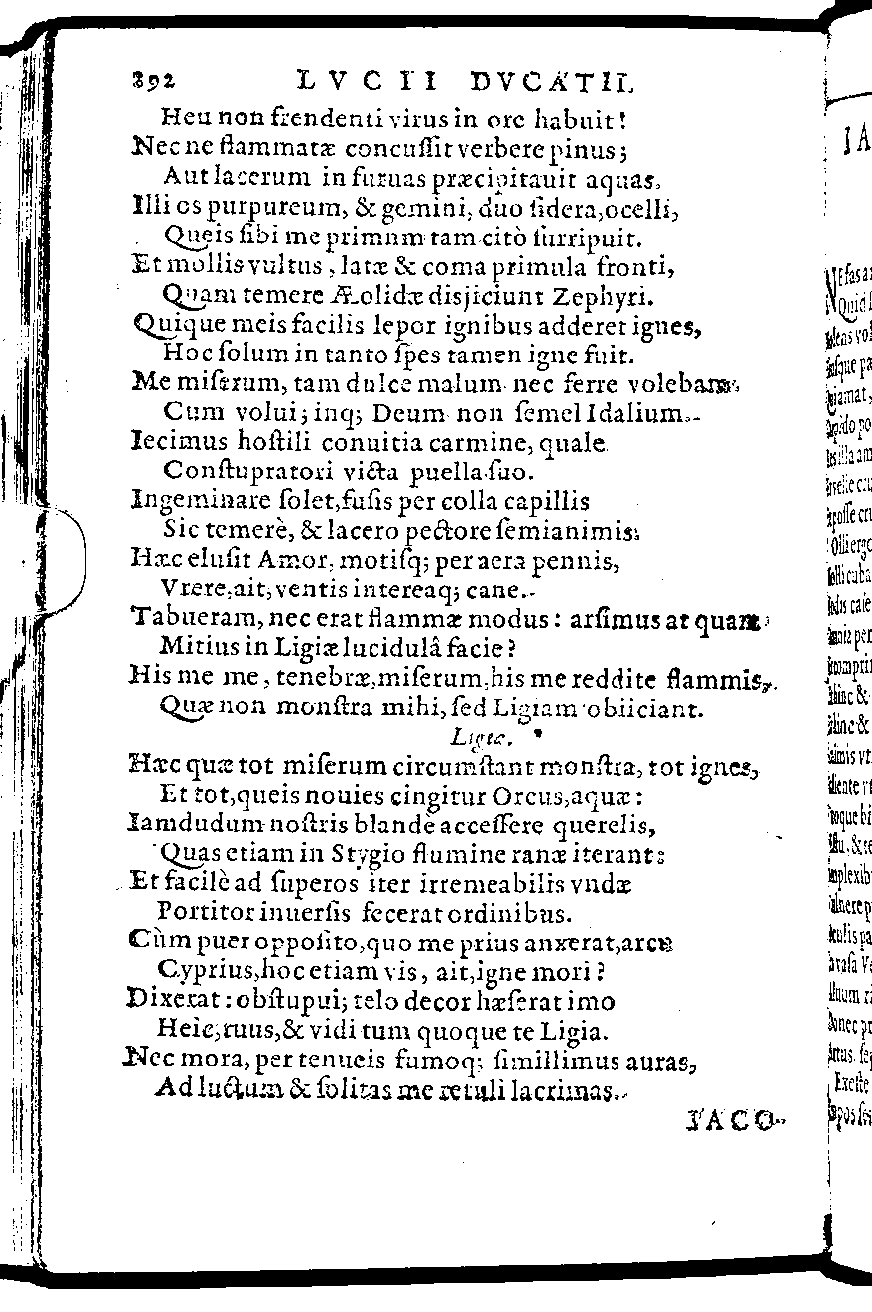 892 LVCII DVCATII.
Heu non frendenti virus in ore habuit!
Nec ne flammatæ concuſſit verbere pinus;
Aut lacerum in furuas præcipitauit aquas.
Illi os purpureum, & gemini, duo ſidera, ocelli,
Queis ſibi me primum tam citò ſurripuit.
Et mollis vultus, latæ & coma primula fronti,
Quam temere Æolidæ disjiciunt Zephyri.
Quique meis facilis lepor ignibus adderet ignes,
Hoc ſolum in tanto ſpes tamen igne fuit.
Me miſerum, tam dulce malum nec ferre volebam
Cum volui; inq; Deum non ſemel Idalium.
Iecimus hoſtili conuitia carmine, quale
Conſtupratori victa puella ſuo.
Ingeminare ſolet, fuſis per colla capillis
Sic temerè, & lacero pectore ſemianimis:
Hæc eluſit Amor, motiſq; per aera pennis,
Vrere, ait, ventis intereaq; cane.
Tabueram, nec erat flammæ modus: arſimus at quam
Mitius in Ligiæ lucidulâ facie?
His me me, tenebræ, miſerum, his me reddite flammis,
Quæ non monſtra mihi, ſed Ligiam obiiciant.
Ligiæ.
Hæc quæ tot miſerum circumſtant monſtra, tot ignes,
Et tot, queis nouies cingitur Orcus, aquæ:
Iamdudum noſtris blandè acceſſere querelis,
Quas etiam in Stygio flumine ranæ iterant:
Et facilè ad ſuperos iter irremeabilis vndæ
Portitor inuerſis fecerat ordinibus.
Cùm puer oppoſito, quo me prius anxerat, arcu
Cyprius, hoc etiam vis, ait, igne mori?
Dixerat: obſtupui; telo decor hæſerat imo
Heic, tuus, & vidi tum quoque te Ligia.
Nec mora, per tenueis fumoq; ſimillimus auras,
Ad luctum & ſolitas me retuli lacrimas.
IACO-